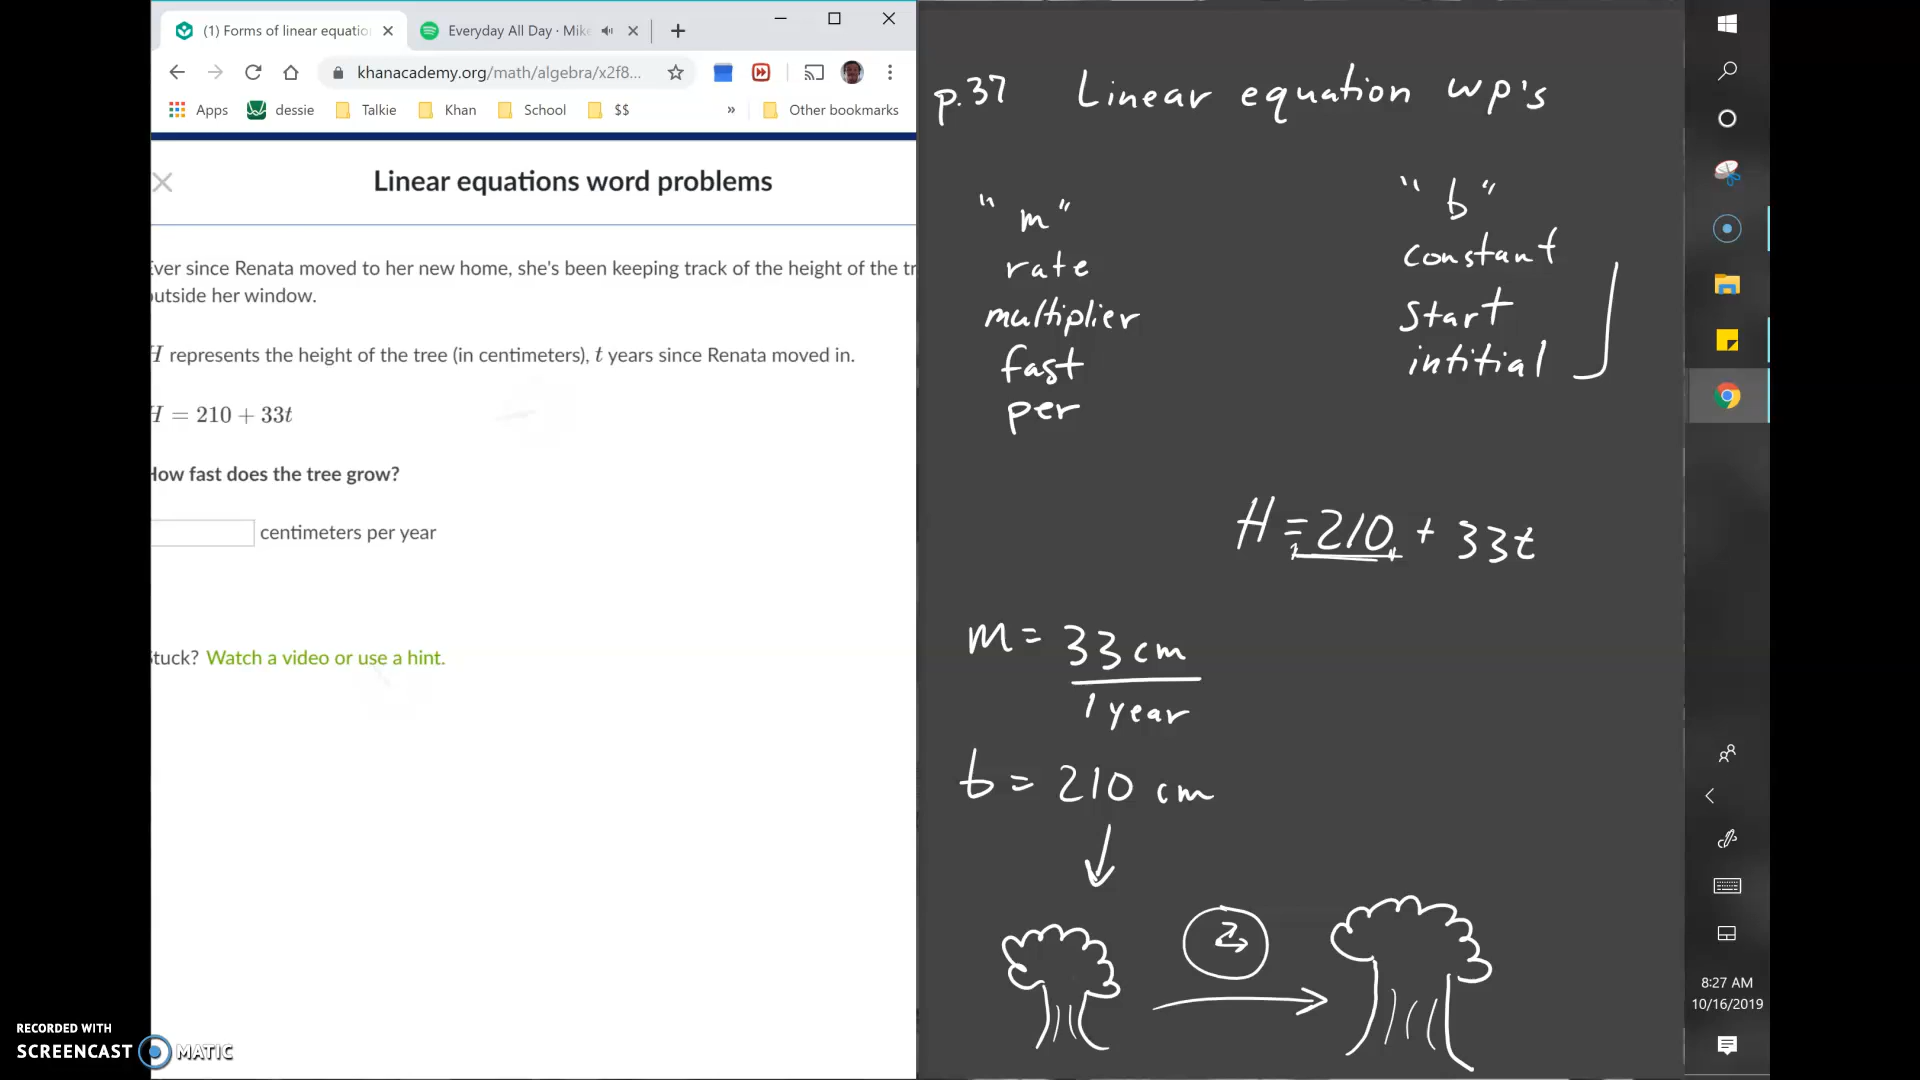 (1) Forms of linear equatio
Everyday All Day · Mik
khanacademy.org/math/algebra/x2f8...
Apps
dessie
Talkie
Khan
School
$$
»
Other bookmarks
Linear equations word problems
Ever since Renata moved to her new home, she's been keeping track of the height of the tr
outside her window.
H represents the height of the tree (in centimeters), t years since Renata moved in.
H = 210 + 33t
How fast does the tree grow?
centimeters per year
Stuck? Watch a video or use a hint.
p.37 Linear equation wp's
"m"
rate
multiplier
fast
per
"b"
constant
start
intitial
H = 210 + 33t
m = 33 cm
1 year
b = 210 cm
8:27 AM
10/16/2019
RECORDED WITH
SCREENCAST MATIC